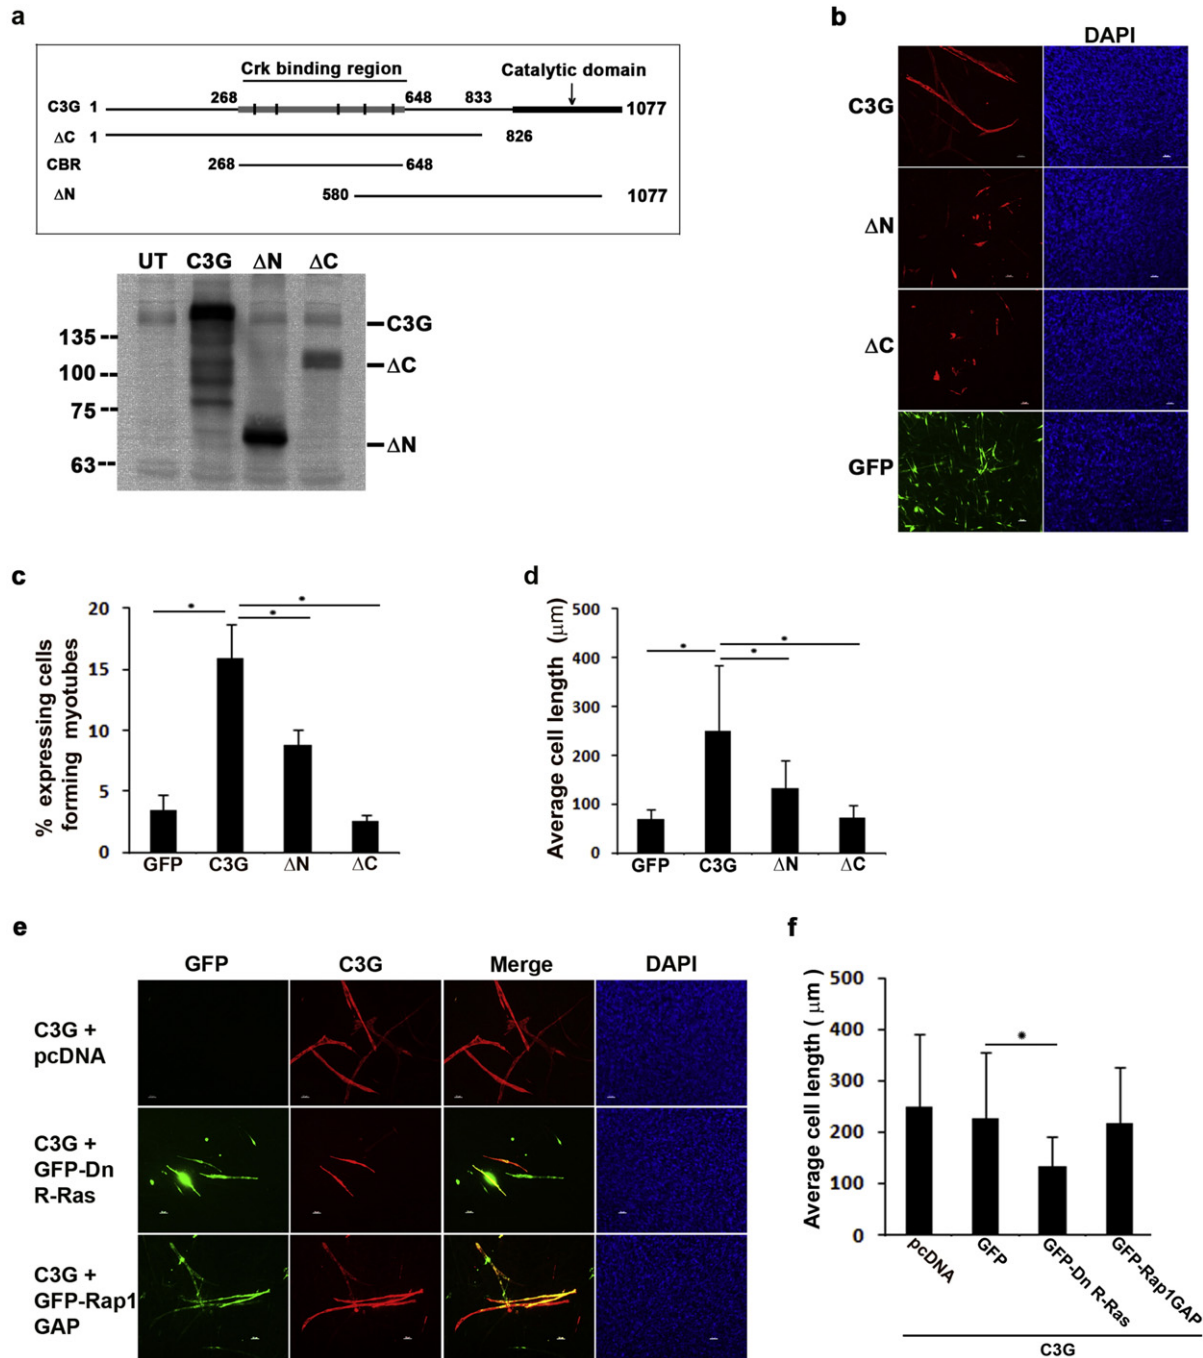 a
Crk binding region
Catalytic domain
C3G 1 268 648 833 1077
ΔC 1 826
CBR 268 648
ΔN 580 1077
UT C3G ΔN ΔC
135
100
75
63
C3G
ΔC
ΔN
b
DAPI
C3G
ΔN
ΔC
GFP
c
% expressing cells
forming myotubes
20
15
10
5
0
*
*
*
GFP C3G ΔN ΔC
d
Average cell length (μm)
500
400
300
200
100
0
*
*
*
GFP C3G ΔN ΔC
e
GFP C3G Merge DAPI
C3G +
pcDNA
C3G +
GFP-Dn
R-Ras
C3G +
GFP-Rap1
GAP
f
Average cell length ( μm)
500
400
300
200
100
0
*
pcDNA
GFP
GFP-Dn R-Ras
GFP-Rap1GAP
C3G